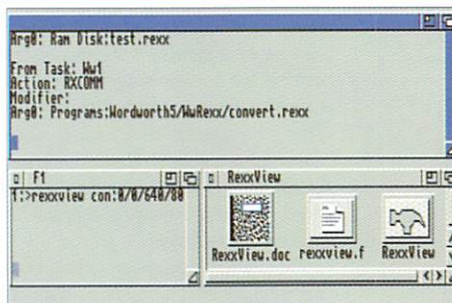 Arg0: Ram Disk:test.rexx
From Task: Ww1
Action: RXCOMM
Modifier:
Arg0: Programs:Wordworth5/WwRexx/convert.rexx
F1
1:>rexxview con:0/0/640/80
RexxView
RexxView.doc rexxview.f RexxView